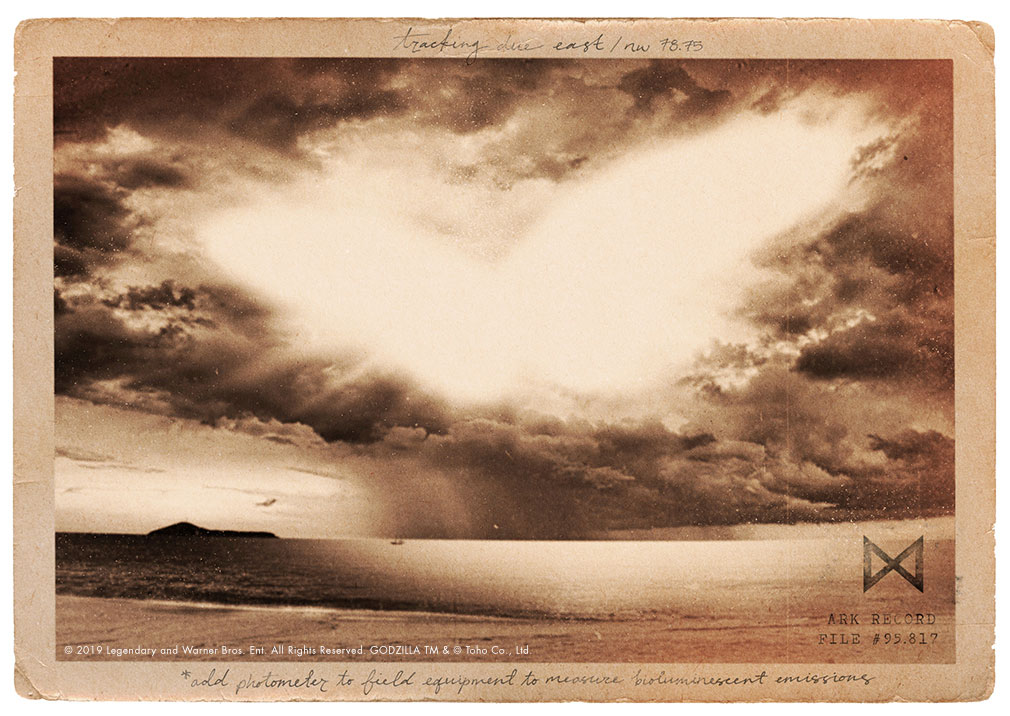 tracking due east / nw 78.75
ARK RECORD
FILE #95.817
© 2019 Legendary and Warner Bros. Ent. All Rights Reserved. GODZILLA TM & © Toho Co., Ltd.
*add photometer to field equipment to measure bioluminescent emissions